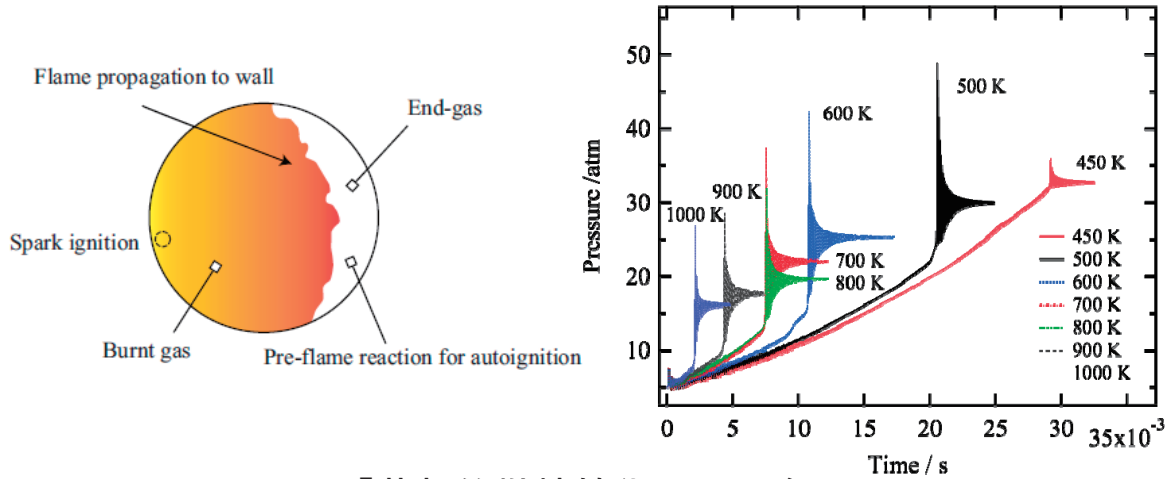 Flame propagation to wall
End-gas
Spark ignition
Burnt gas
Pre-flame reaction for autoignition
Pressure /atm
50
40
30
20
10
1000 K
900 K
600 K
500 K
450 K
700 K
800 K
450 K
500 K
600 K
700 K
800 K
900 K
1000 K
0
5
10
15
20
25
30
35x10⁻³
Time / s